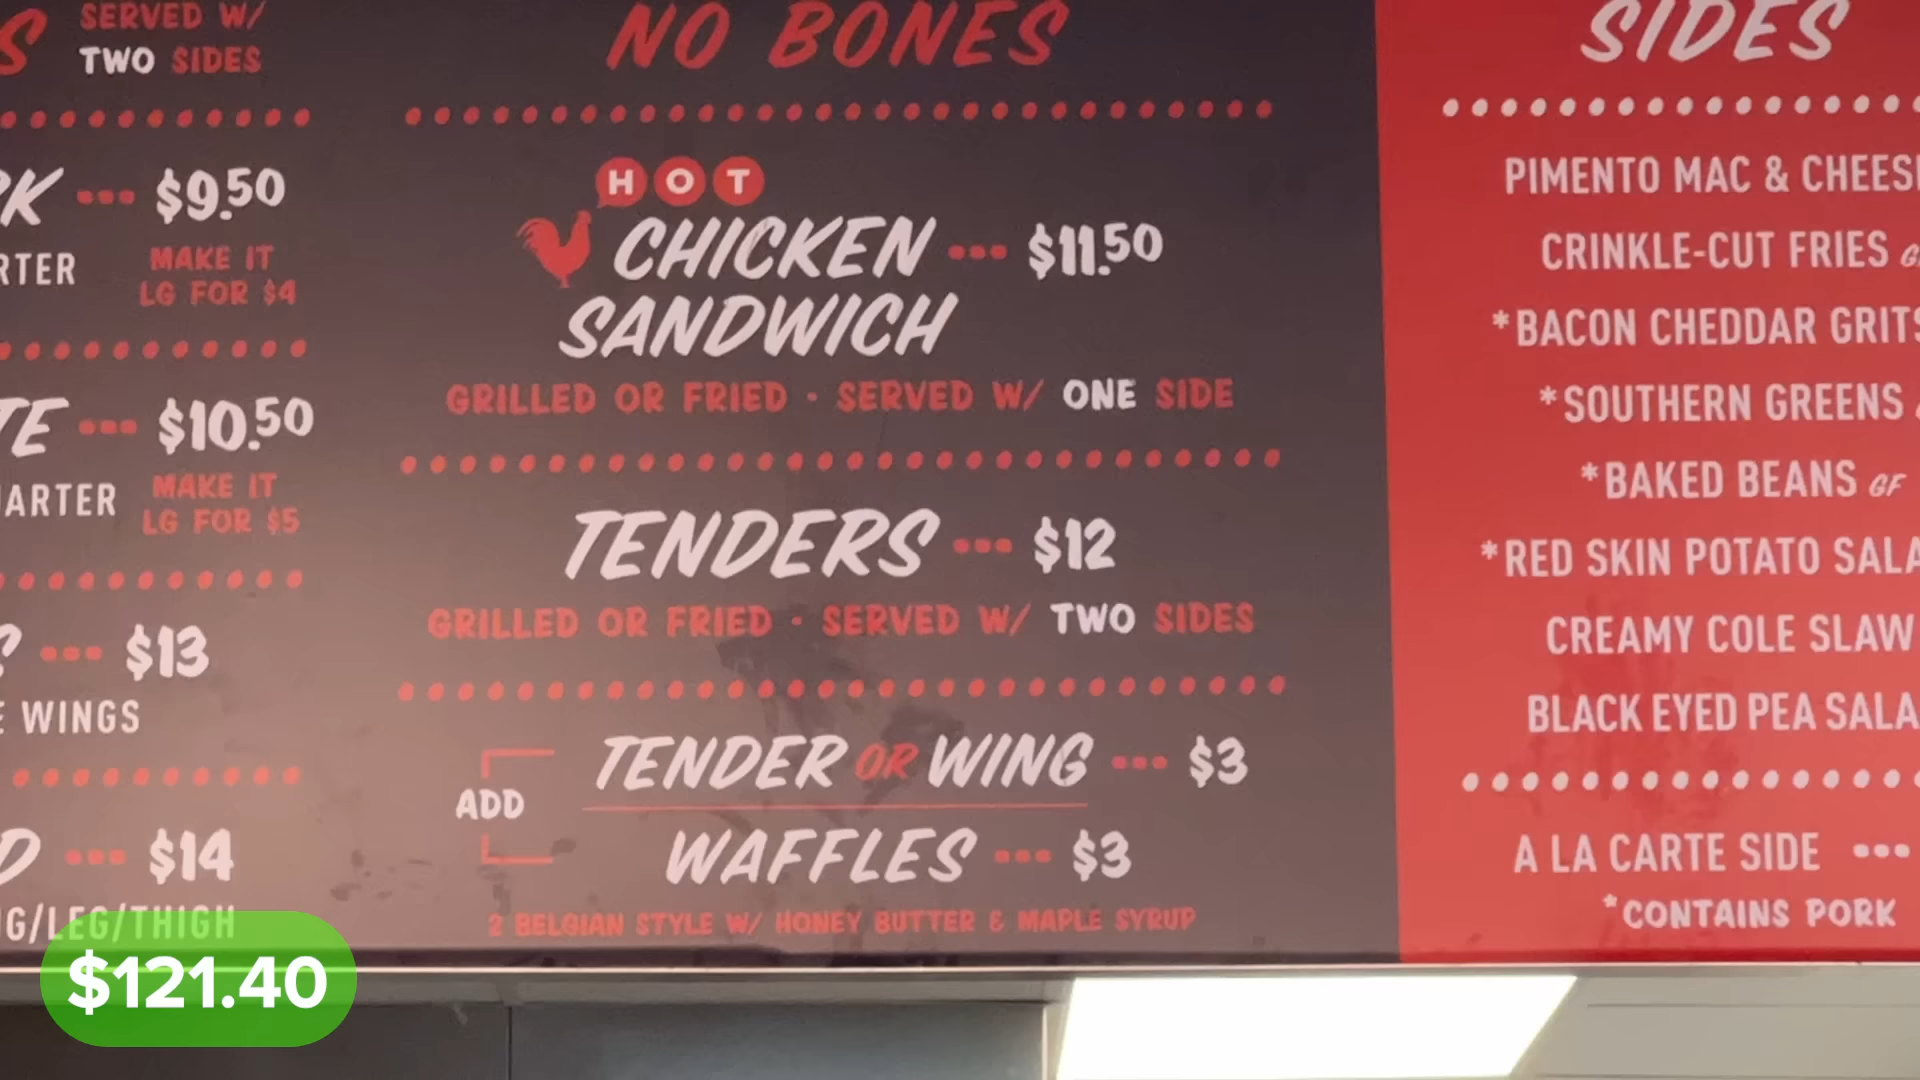 SERVED W/
TWO SIDES
$9.50
MAKE IT
LG FOR $4
$10.50
MAKE IT
LG FOR $5
$13
WINGS
$14
G/LEG/THIGH
NO BONES
HOT
CHICKEN --- $11.50
SANDWICH
GRILLED OR FRIED · SERVED W/ ONE SIDE
TENDERS --- $12
GRILLED OR FRIED · SERVED W/ TWO SIDES
ADD
TENDER OR WING --- $3
WAFFLES --- $3
2 BELGIAN STYLE W/ HONEY BUTTER & MAPLE SYRUP
SIDES
PIMENTO MAC & CHEES
CRINKLE-CUT FRIES G
*BACON CHEDDAR GRITS
*SOUTHERN GREENS
*BAKED BEANS GF
*RED SKIN POTATO SALA
CREAMY COLE SLAW
BLACK EYED PEA SALA
A LA CARTE SIDE ---
*CONTAINS PORK
$121.40